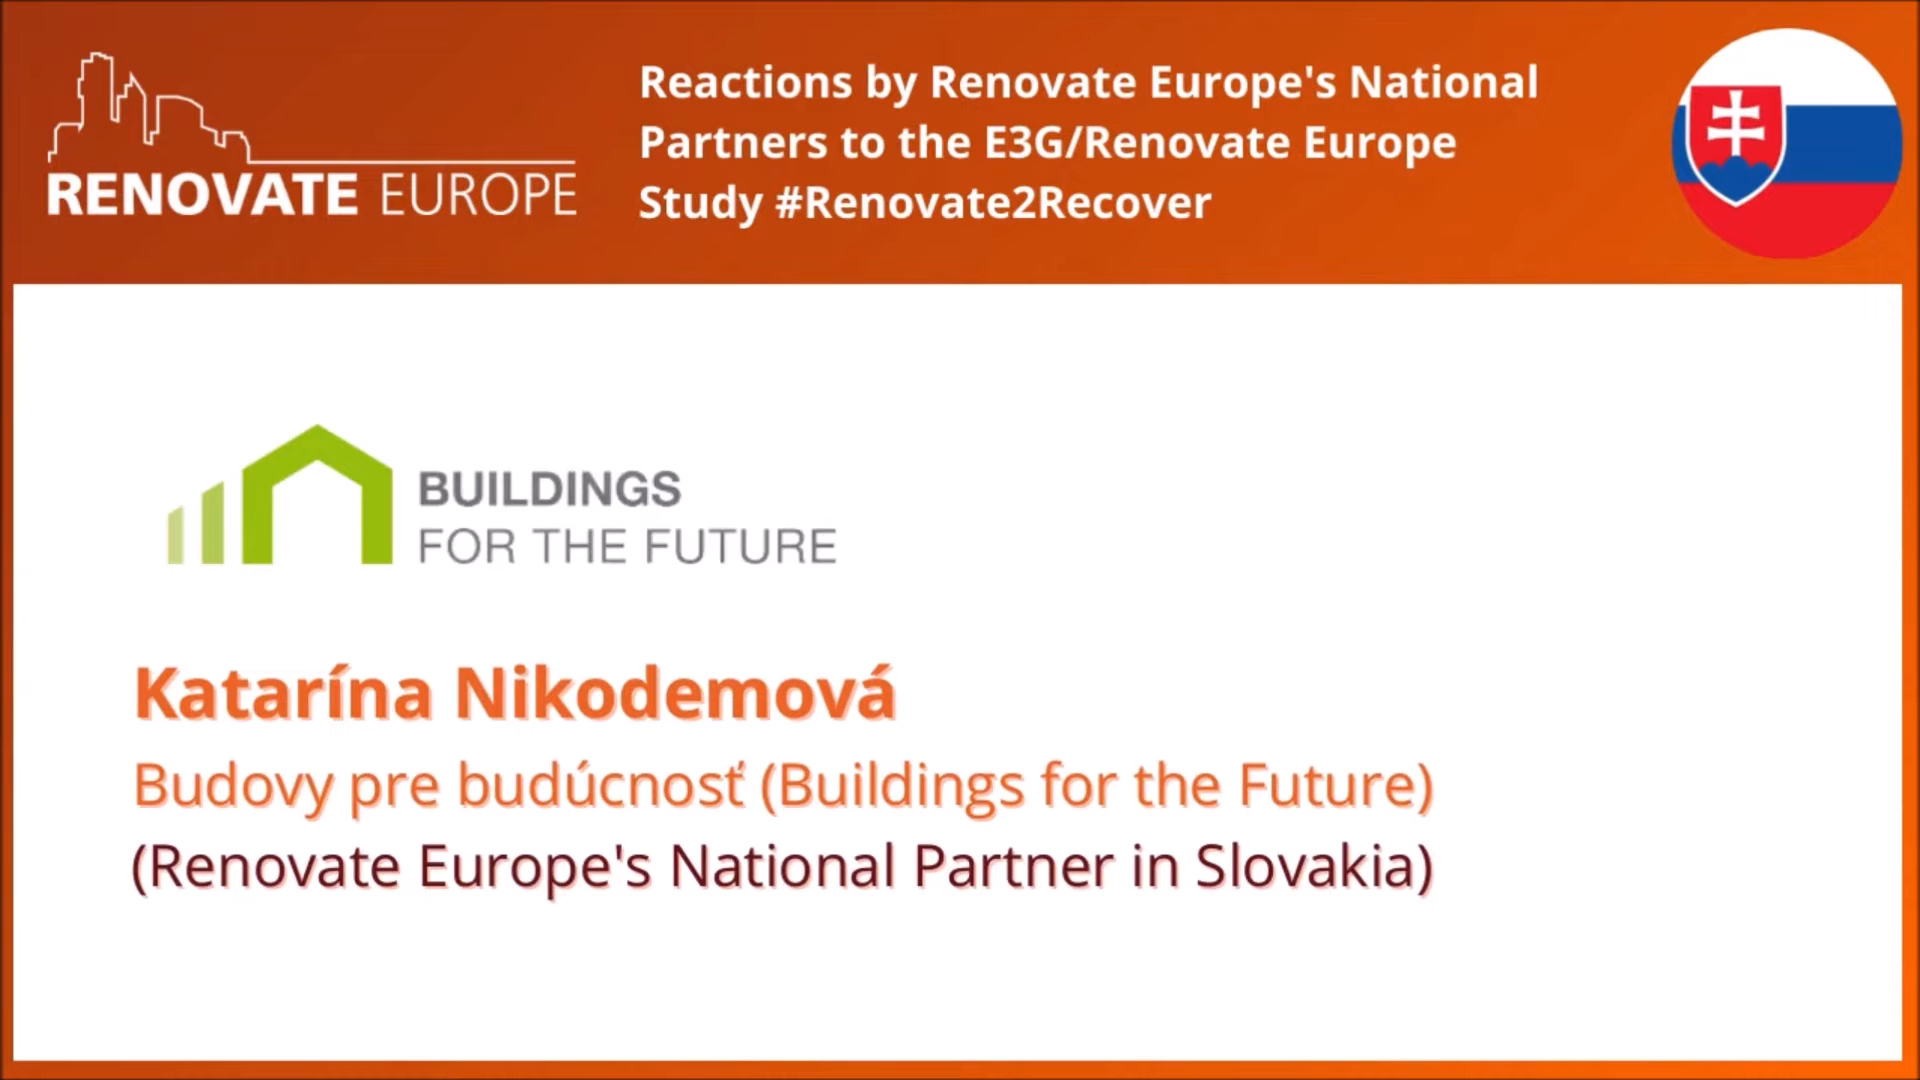 RENOVATE EUROPE
Reactions by Renovate Europe's National
Partners to the E3G/Renovate Europe
Study #Renovate2Recover
BUILDINGS
FOR THE FUTURE
Katarína Nikodemová
Budovy pre budúcnosť (Buildings for the Future)
(Renovate Europe's National Partner in Slovakia)